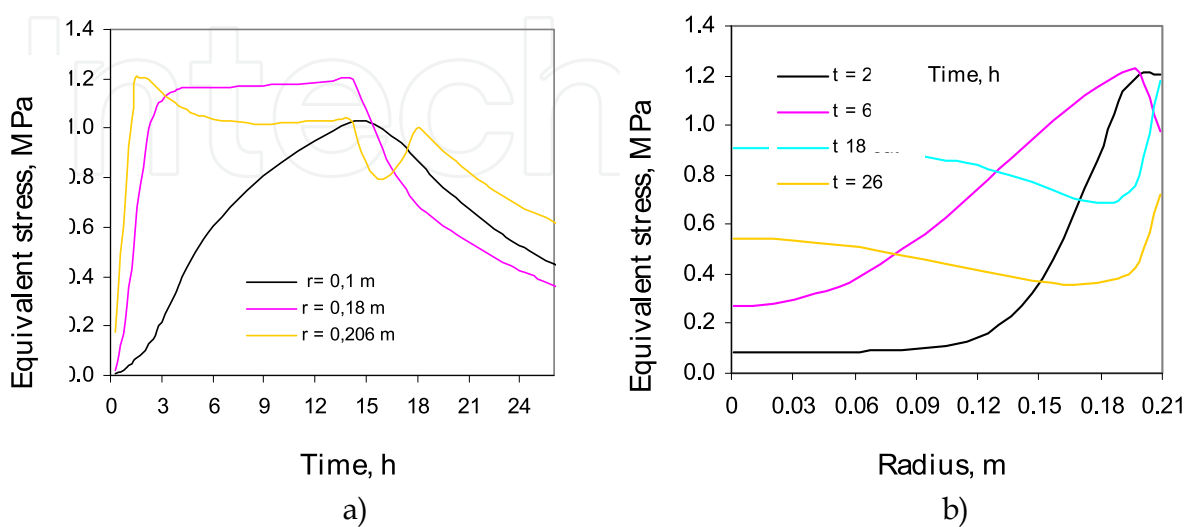 Intech
1.4
1.2
1.0
0.8
0.6
0.4
0.2
0.0
Equivalent stress, MPa
r= 0,1 m
r = 0,18 m
r = 0,206 m
0 3 6 9 12 15 18 21 24
Time, h
a)
1.4
1.2
1.0
0.8
0.6
0.4
0.2
0.0
Equivalent stress, MPa
t = 2
Time, h
t = 6
t 18
t = 26
0 0.03 0.06 0.09 0.12 0.15 0.18 0.21
Radius, m
b)